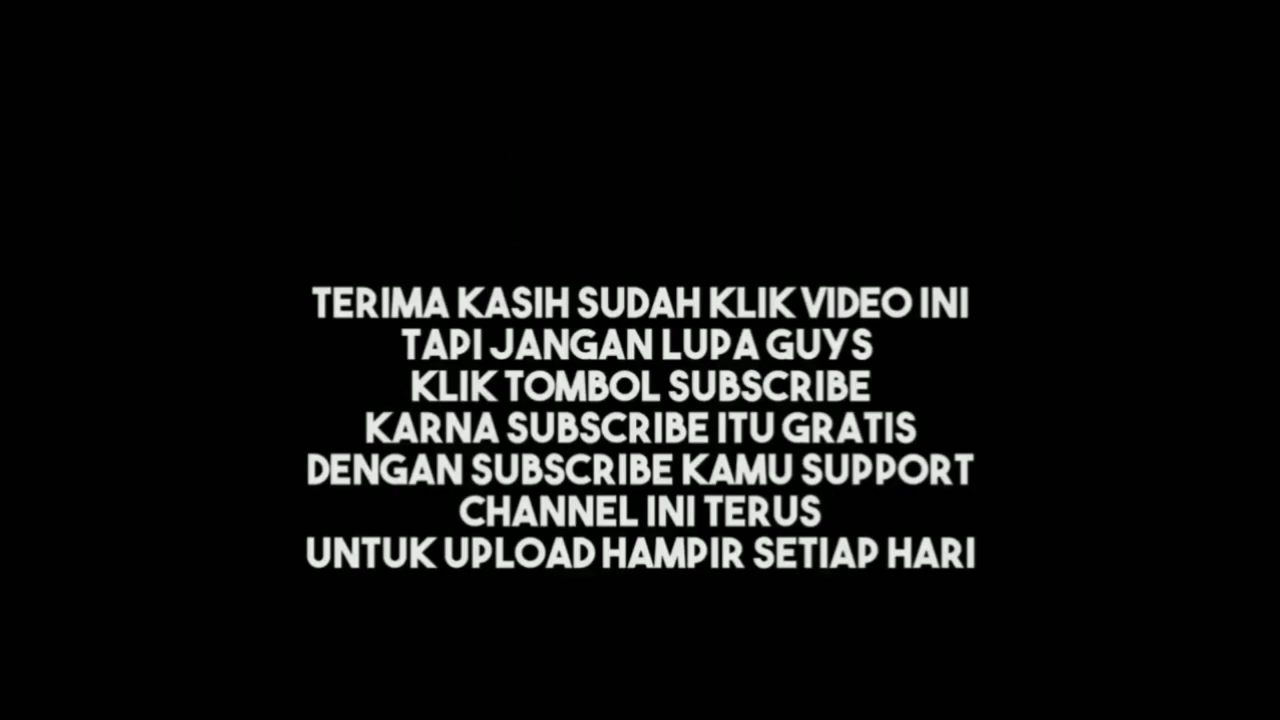 TERIMA KASIH SUDAH KLIK VIDEO INI
TAPI JANGAN LUPA GUYS
KLIK TOMBOL SUBSCRIBE
KARNA SUBSCRIBE ITU GRATIS
DENGAN SUBSCRIBE KAMU SUPPORT
CHANNEL INI TERUS
UNTUK UPLOAD HAMPIR SETIAP HARI